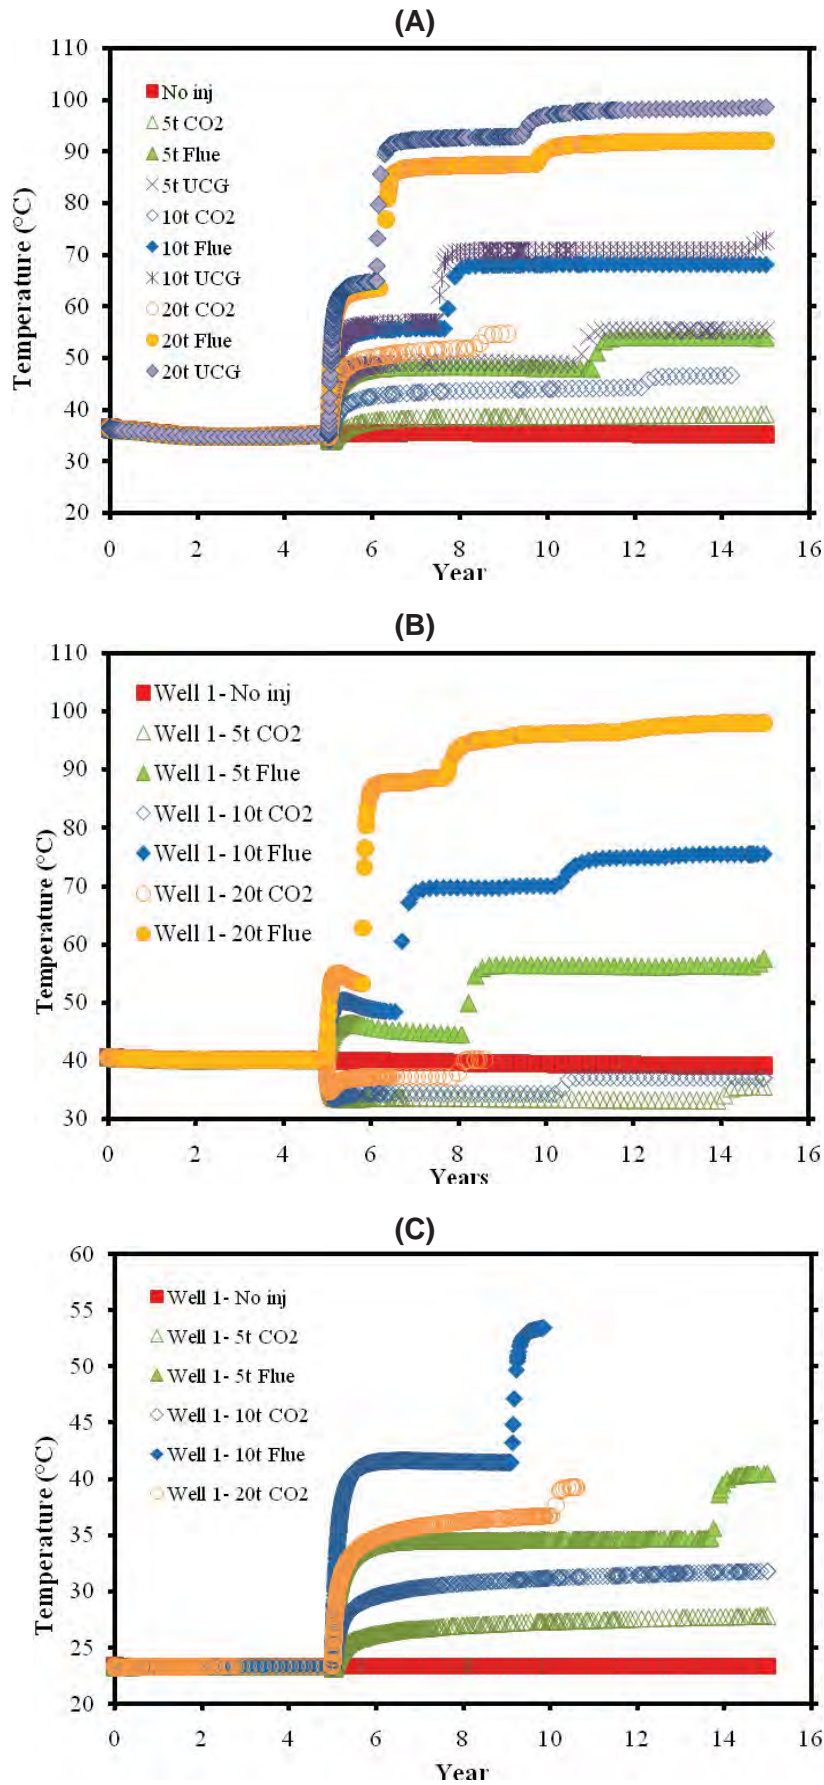 (A)
110
100
90
80
70
60
50
40
30
20
Temperature (°C)
No inj
5t CO2
5t Flue
5t UCG
10t CO2
10t Flue
10t UCG
20t CO2
20t Flue
20t UCG
0 2 4 6 8 10 12 14 16
Year
(B)
110
100
90
80
70
60
50
40
30
Temperature (°C)
Well 1- No inj
Well 1- 5t CO2
Well 1- 5t Flue
Well 1- 10t CO2
Well 1- 10t Flue
Well 1- 20t CO2
Well 1- 20t Flue
0 2 4 6 8 10 12 14 16
Years
(C)
60
55
50
45
40
35
30
25
20
Temperature (°C)
Well 1- No inj
Well 1- 5t CO2
Well 1- 5t Flue
Well 1- 10t CO2
Well 1- 10t Flue
Well 1- 20t CO2
0 2 4 6 8 10 12 14 16
Year